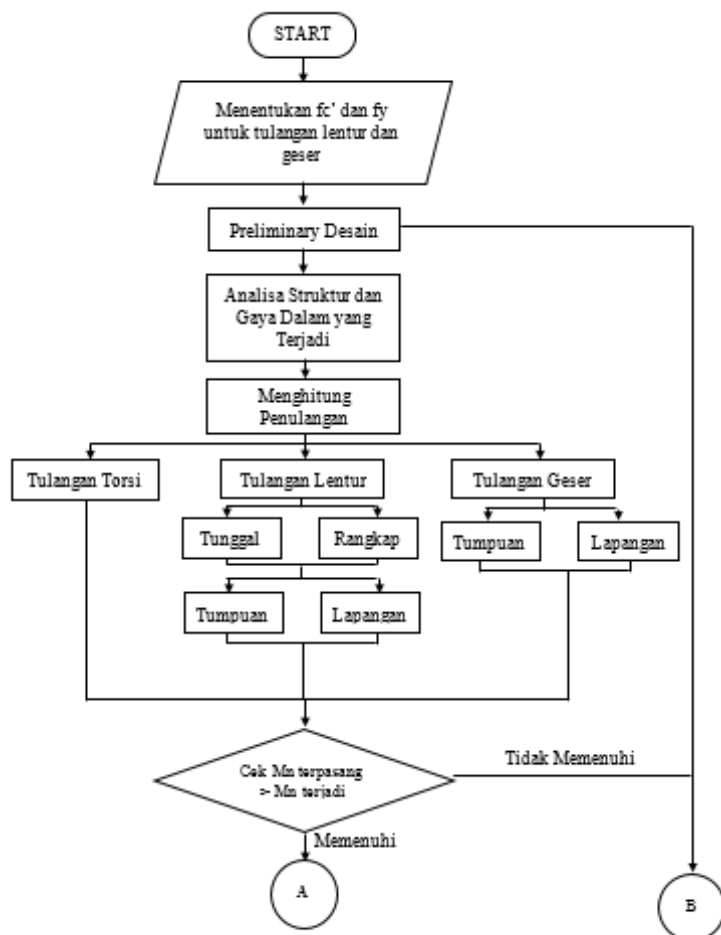 START
Menentukan fc' dan fy
untuk tulangan lentur dan
geser
Preliminary Desain
Analisa Struktur dan
Gaya Dalam yang
Terjadi
Menghitung
Penulangan
Tulangan Torsi
Tulangan Lentur
Tulangan Geser
Tunggal
Rangkap
Tumpuan
Lapangan
Tumpuan
Lapangan
Cek Mn terpasang
> Mn terjadi
Tidak Memenuhi
Memenuhi
A
B